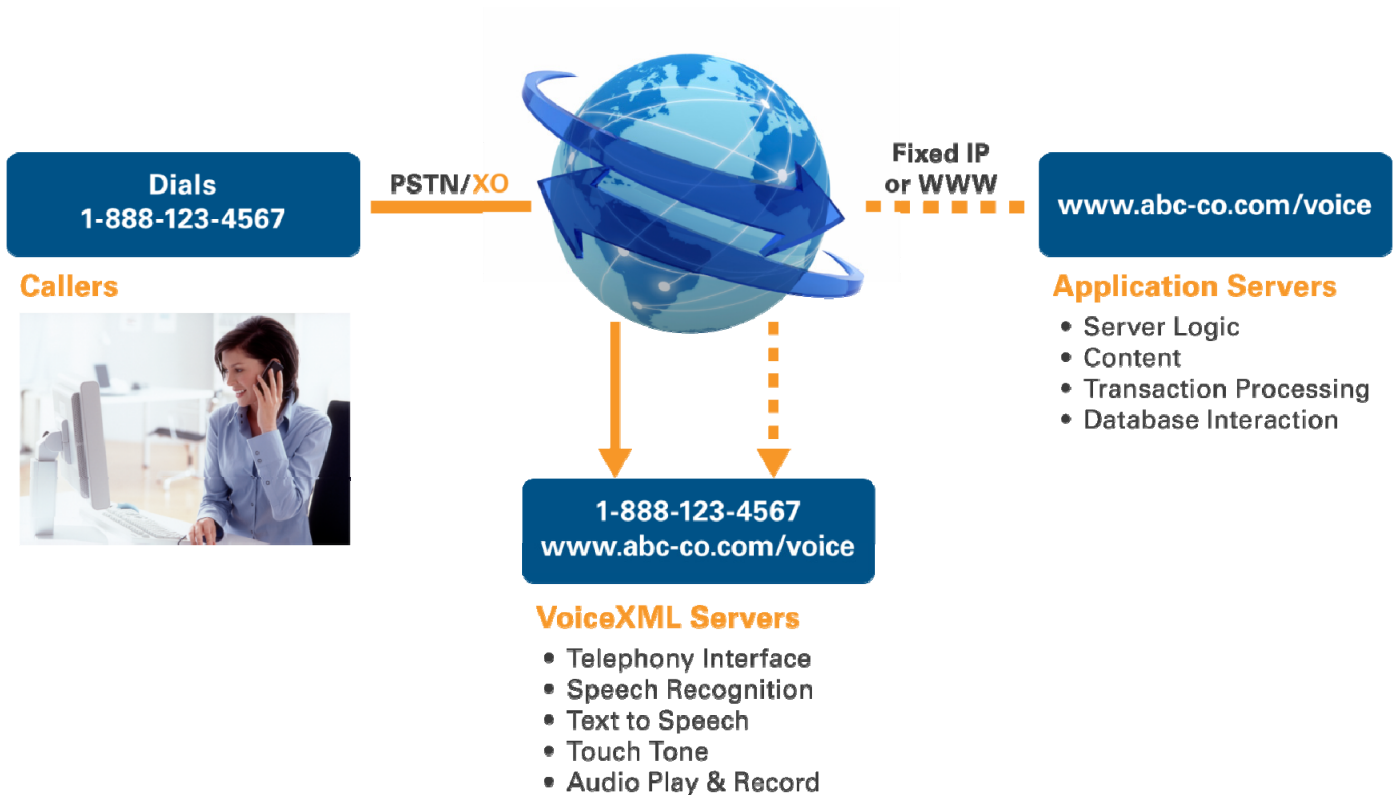 Dials
1-888-123-4567
PSTN/XO
Fixed IP
or WWW
www.abc-co.com/voice
Callers
Application Servers
• Server Logic
• Content
• Transaction Processing
• Database Interaction
1-888-123-4567
www.abc-co.com/voice
VoiceXML Servers
• Telephony Interface
• Speech Recognition
• Text to Speech
• Touch Tone
• Audio Play & Record